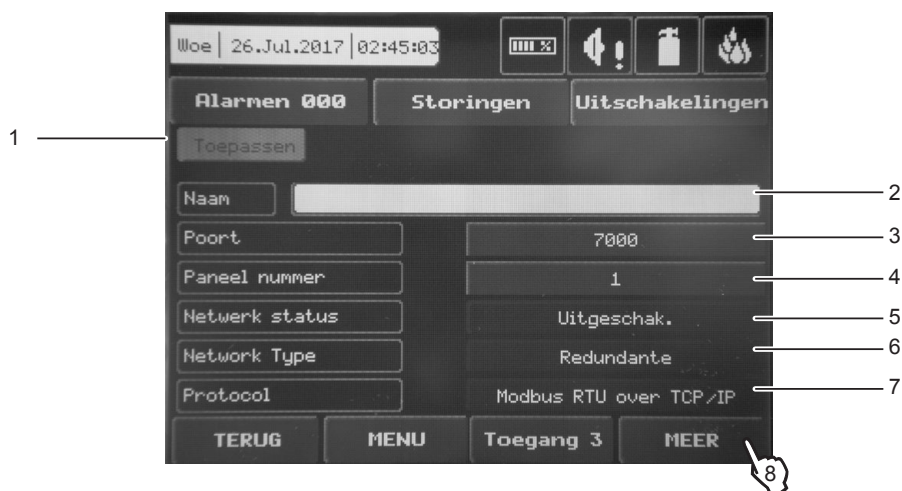 Woe 26.Jul.2017 02:45:03 %
Alarmen 000 Storingen Uitschakelingen
1
Toepassen
Naam 2
Poort 7000 3
Paneel nummer 1 4
Netwerk status Uitgeschak. 5
Network Type Redundante 6
Protocol Modbus RTU over TCP/IP 7
TERUG MENU Toegang 3 MEER
8